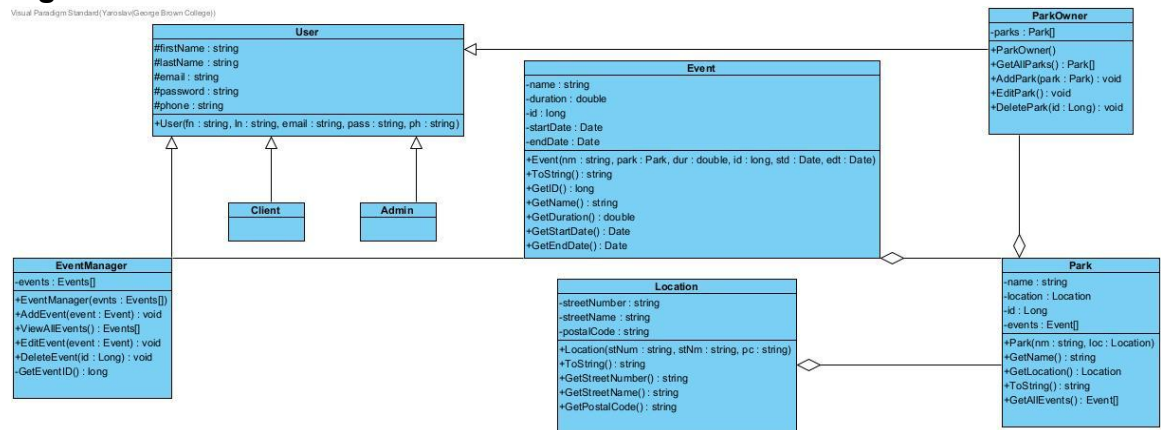 Visual Paradigm Standard(Yaroslav(George Brown College))
User
#firstName : string
#lastName : string
#email : string
#password : string
#phone : string
+User(fn : string, ln : string, email : string, pass : string, ph : string)
ParkOwner
-parks : Park[]
+ParkOwner()
+GetAllParks() : Park[]
+AddPark(park : Park) : void
+EditPark() : void
+DeletePark(id : Long) : void
Event
-name : string
-duration : double
-id : long
-startDate : Date
-endDate : Date
+Event(nm : string, park : Park, dur : double, id : long, std : Date, edt : Date)
+ToString() : string
+GetID() : long
+GetName() : string
+GetDuration() : double
+GetStartDate() : Date
+GetEndDate() : Date
Client
Admin
EventManager
-events : Events[]
+EventManager(evnts : Events[])
+AddEvent(event : Event) : void
+ViewAllEvents() : Events[]
+EditEvent(event : Event) : void
+DeleteEvent(id : Long) : void
-GetEventID() : long
Location
-streetNumber : string
-streetName : string
-postalCode : string
+Location(stNum : string, stNm : string, pc : string)
+ToString() : string
+GetStreetNumber() : string
+GetStreetName() : string
+GetPostalCode() : string
Park
-name : string
-location : Location
-id : Long
-events : Event[]
+Park(nm : string, loc : Location)
+GetName() : string
+GetLocation() : Location
+ToString() : string
+GetAllEvents() : Event[]